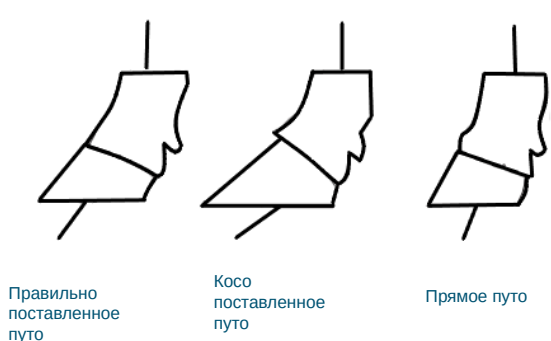 Правильно
поставленное
путо
Косо
поставленное
путо
Прямое путо